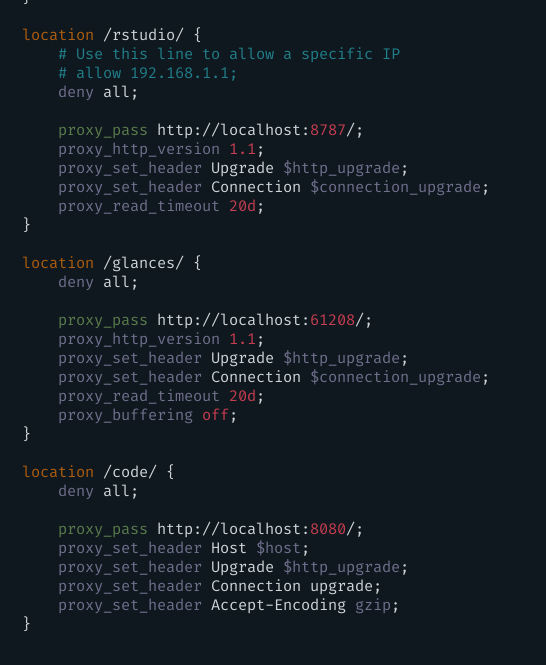 }
location /rstudio/ {
    # Use this line to allow a specific IP
    # allow 192.168.1.1;
    deny all;

    proxy_pass http://localhost:8787/;
    proxy_http_version 1.1;
    proxy_set_header Upgrade $http_upgrade;
    proxy_set_header Connection $connection_upgrade;
    proxy_read_timeout 20d;
}

location /glances/ {
    deny all;

    proxy_pass http://localhost:61208/;
    proxy_http_version 1.1;
    proxy_set_header Upgrade $http_upgrade;
    proxy_set_header Connection $connection_upgrade;
    proxy_read_timeout 20d;
    proxy_buffering off;
}

location /code/ {
    deny all;

    proxy_pass http://localhost:8080/;
    proxy_set_header Host $host;
    proxy_set_header Upgrade $http_upgrade;
    proxy_set_header Connection upgrade;
    proxy_set_header Accept-Encoding gzip;
}